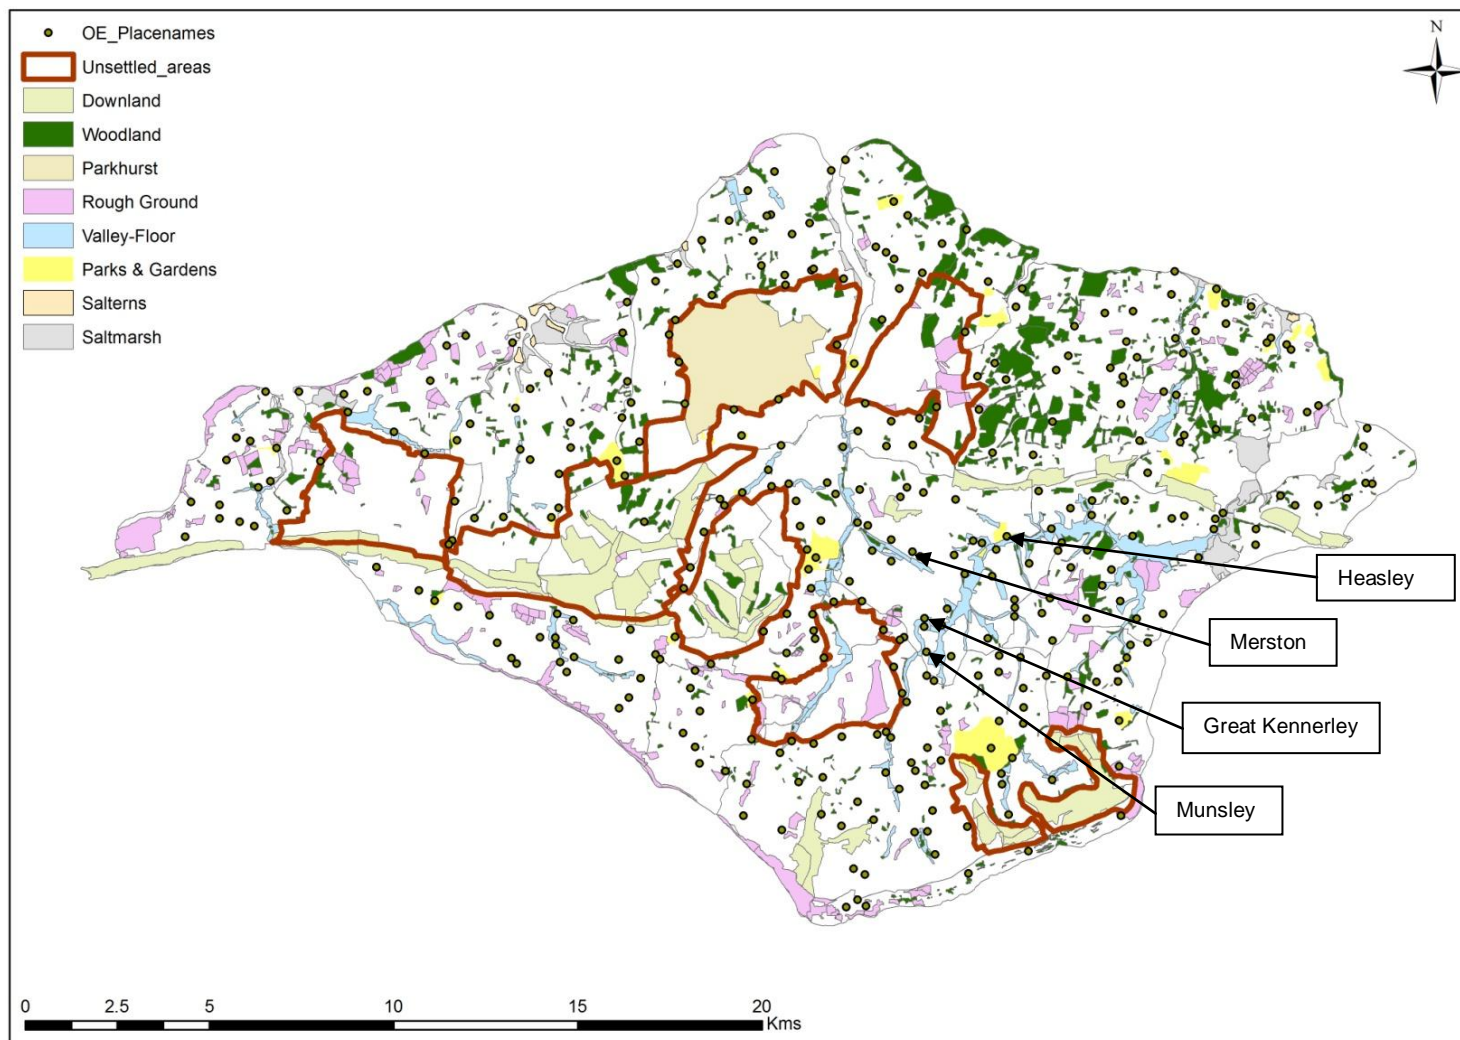 OE_Placenames
Unsettled_areas
Downland
Woodland
Parkhurst
Rough Ground
Valley-Floor
Parks & Gardens
Salterns
Saltmarsh
N
Heasley
Merston
Great Kennerley
Munsley
0 2.5 5 10 15 20
Kms